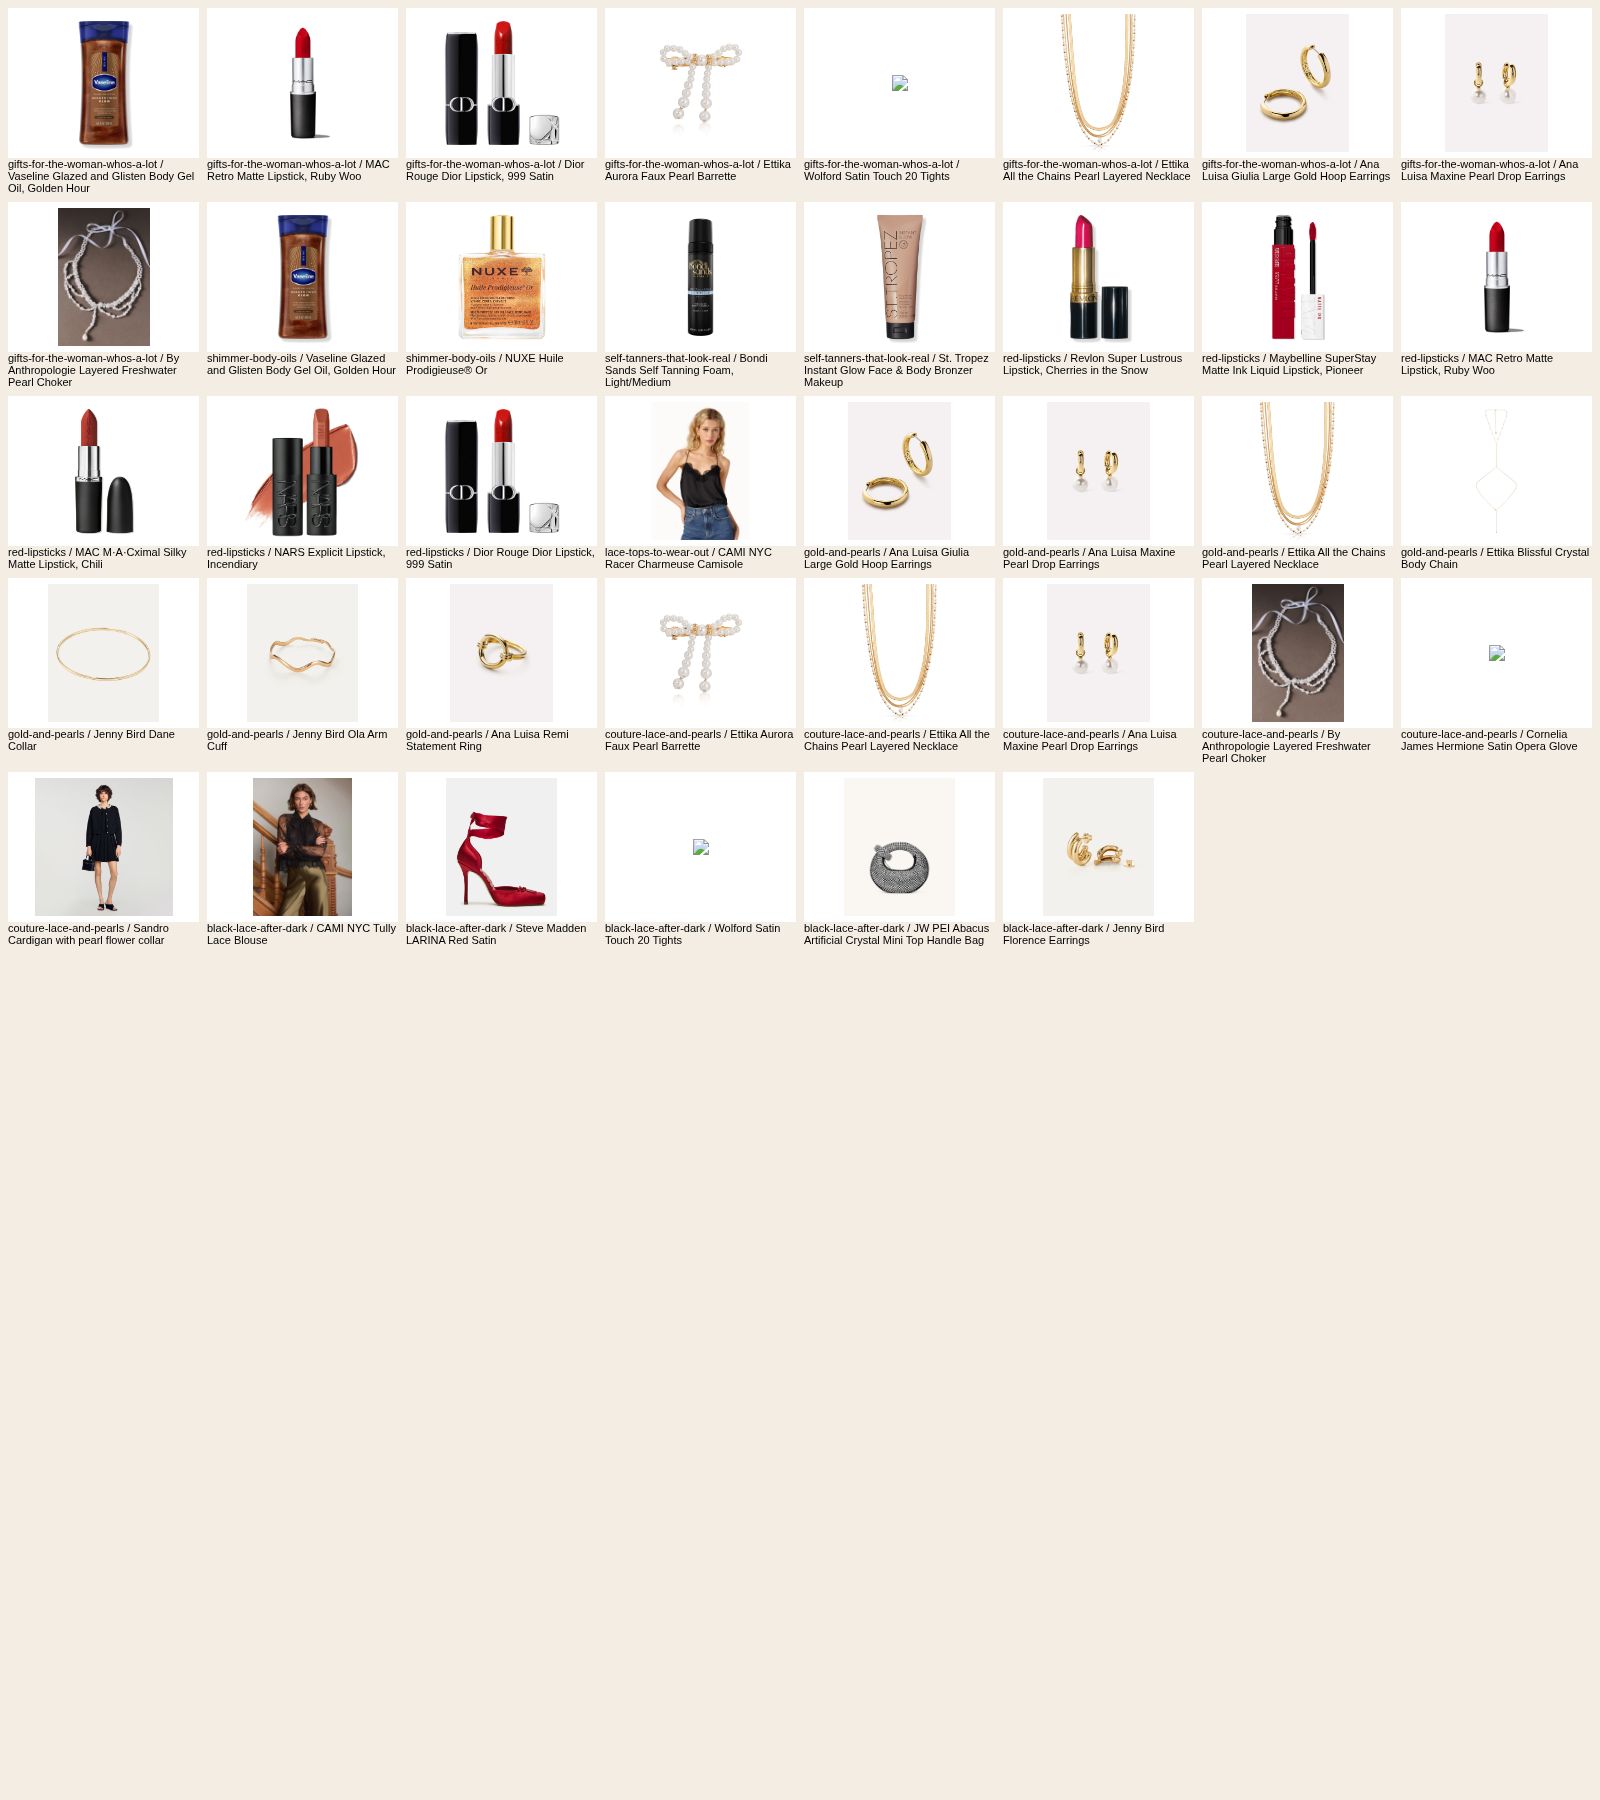 gifts-for-the-woman-whos-a-lot /
Vaseline Glazed and Glisten Body Gel
Oil, Golden Hour
gifts-for-the-woman-whos-a-lot / MAC
Retro Matte Lipstick, Ruby Woo
gifts-for-the-woman-whos-a-lot / Dior
Rouge Dior Lipstick, 999 Satin
gifts-for-the-woman-whos-a-lot / Ettika
Aurora Faux Pearl Barrette
gifts-for-the-woman-whos-a-lot /
Wolford Satin Touch 20 Tights
gifts-for-the-woman-whos-a-lot / Ettika
All the Chains Pearl Layered Necklace
gifts-for-the-woman-whos-a-lot / Ana
Luisa Giulia Large Gold Hoop Earrings
gifts-for-the-woman-whos-a-lot / Ana
Luisa Maxine Pearl Drop Earrings
Vaseline
gifts-for-the-woman-whos-a-lot / By
Anthropologie Layered Freshwater
Pearl Choker
Vaseline
shimmer-body-oils / Vaseline Glazed
and Glisten Body Gel Oil, Golden Hour
NUXE
Huile Prodigieuse® Or
shimmer-body-oils / NUXE Huile
Prodigieuse® Or
bondi
sands
self-tanners-that-look-real / Bondi
Sands Self Tanning Foam,
Light/Medium
ST.TROPEZ
self-tanners-that-look-real / St. Tropez
Instant Glow Face & Body Bronzer
Makeup
REVLON
red-lipsticks / Revlon Super Lustrous
Lipstick, Cherries in the Snow
red-lipsticks / Maybelline SuperStay
Matte Ink Liquid Lipstick, Pioneer
red-lipsticks / MAC Retro Matte
Lipstick, Ruby Woo
red-lipsticks / MAC M·A·Cximal Silky
Matte Lipstick, Chili
NARS
NARS
red-lipsticks / NARS Explicit Lipstick,
Incendiary
red-lipsticks / Dior Rouge Dior Lipstick,
999 Satin
lace-tops-to-wear-out / CAMI NYC
Racer Charmeuse Camisole
gold-and-pearls / Ana Luisa Giulia
Large Gold Hoop Earrings
gold-and-pearls / Ana Luisa Maxine
Pearl Drop Earrings
gold-and-pearls / Ettika All the Chains
Pearl Layered Necklace
gold-and-pearls / Ettika Blissful Crystal
Body Chain
gold-and-pearls / Jenny Bird Dane
Collar
gold-and-pearls / Jenny Bird Ola Arm
Cuff
gold-and-pearls / Ana Luisa Remi
Statement Ring
couture-lace-and-pearls / Ettika Aurora
Faux Pearl Barrette
couture-lace-and-pearls / Ettika All the
Chains Pearl Layered Necklace
couture-lace-and-pearls / Ana Luisa
Maxine Pearl Drop Earrings
couture-lace-and-pearls / By
Anthropologie Layered Freshwater
Pearl Choker
couture-lace-and-pearls / Cornelia
James Hermione Satin Opera Glove
couture-lace-and-pearls / Sandro
Cardigan with pearl flower collar
black-lace-after-dark / CAMI NYC Tully
Lace Blouse
black-lace-after-dark / Steve Madden
LARINA Red Satin
black-lace-after-dark / Wolford Satin
Touch 20 Tights
black-lace-after-dark / JW PEI Abacus
Artificial Crystal Mini Top Handle Bag
black-lace-after-dark / Jenny Bird
Florence Earrings